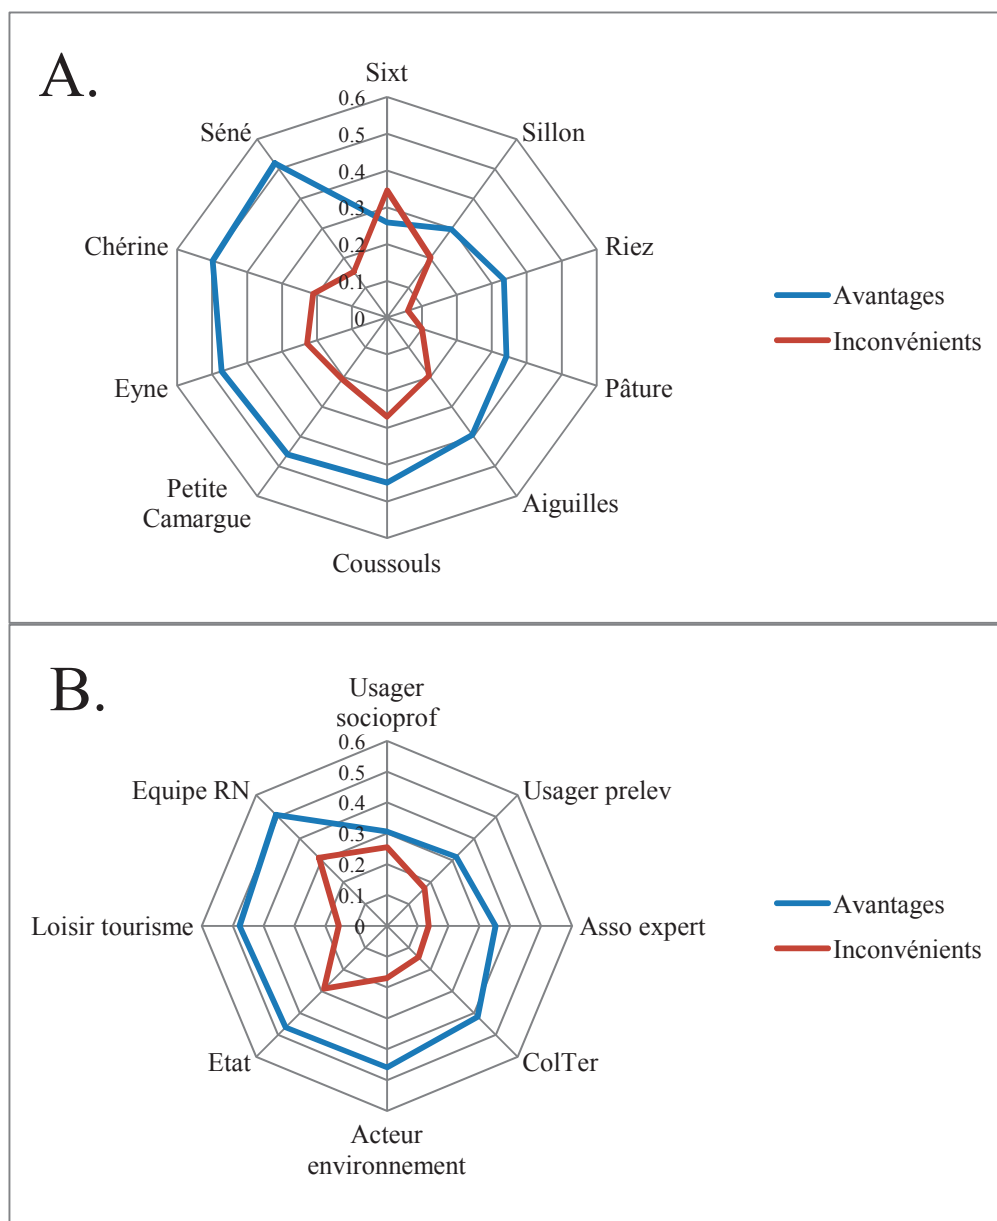 A.
Sixt
0.6
0.5
0.4
0.3
0.2
0.1
0
Séné
Sillon
Chérine
Riez
Eyne
Pâture
Petite
Camargue
Aiguilles
Coussouls
Avantages
Inconvénients
B.
Usager
socioprof
0.6
0.5
0.4
0.3
0.2
0.1
0
Equipe RN
Usager prelev
Loisir tourisme
Asso expert
Etat
ColTer
Acteur
environnement
Avantages
Inconvénients